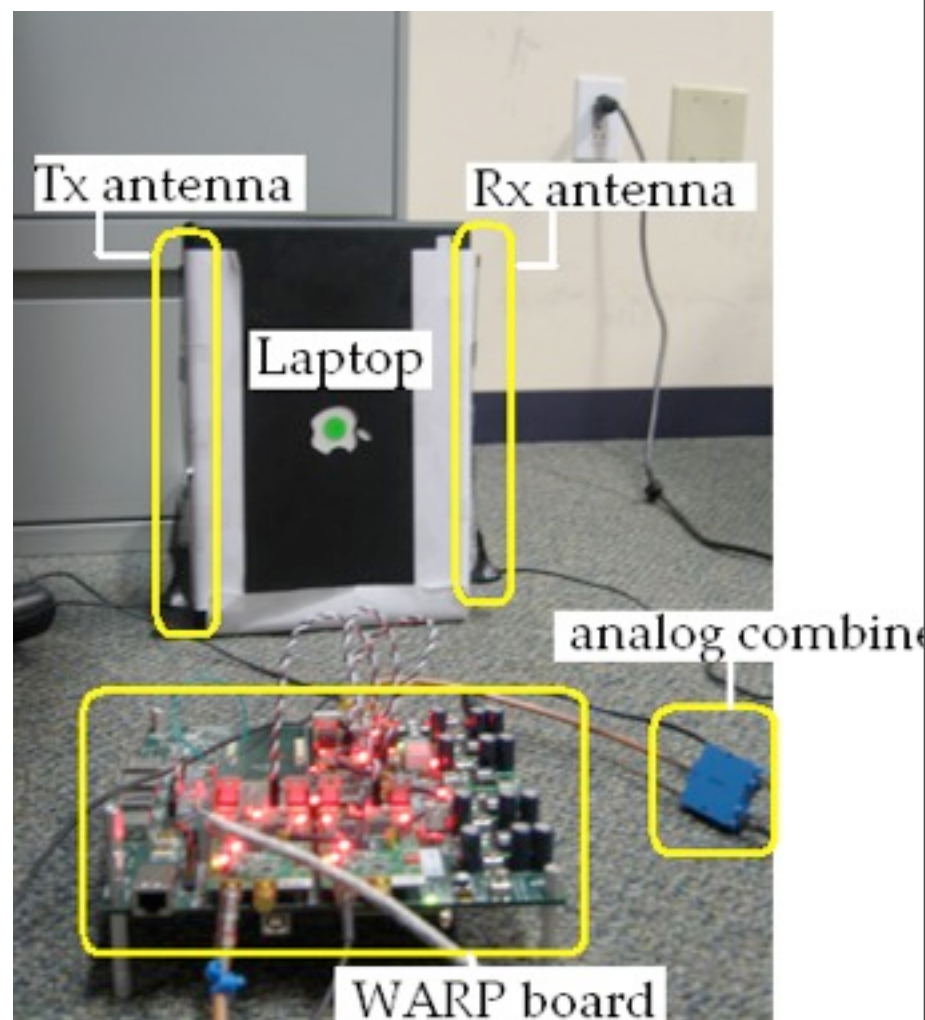 Tx antenna
Rx antenna
Laptop
analog combine
WARP board